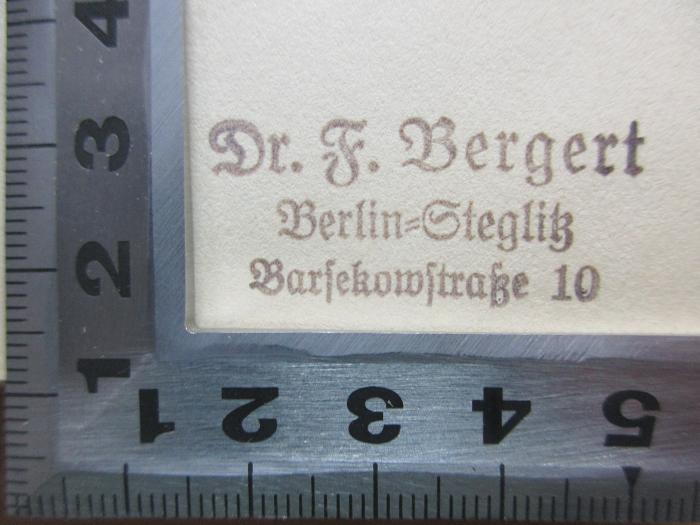 Dr. F. Bergert
Berlin=Steglitz
Barsekowstraße 10
4
3
2
1
1 2 3 4 5